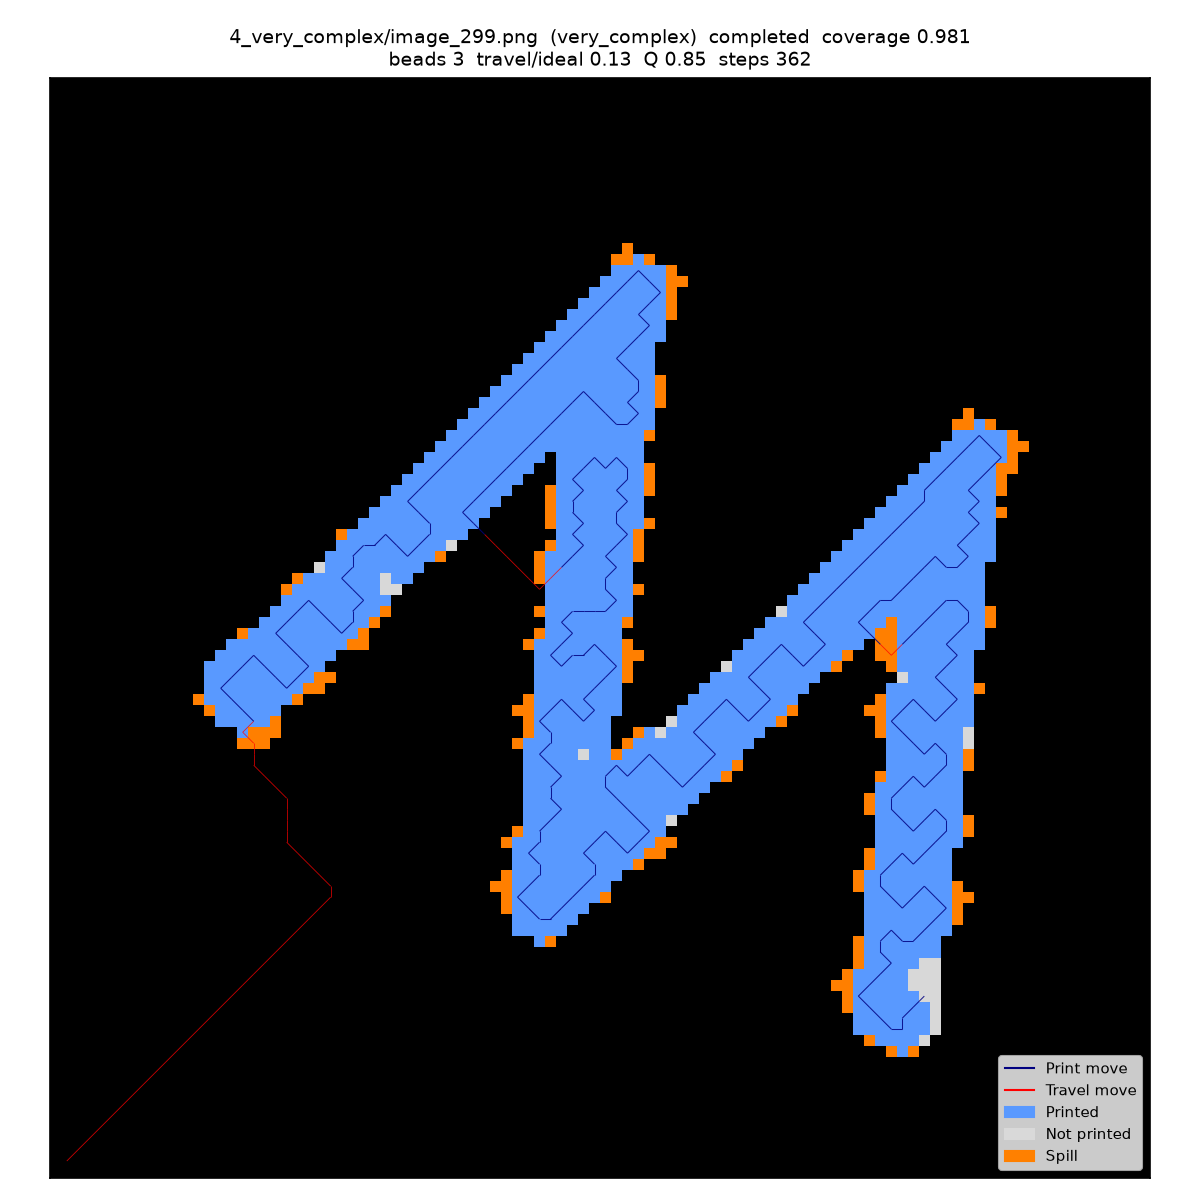 4_very_complex/image_299.png  (very_complex)  completed  coverage 0.981
beads 3  travel/ideal 0.13  Q 0.85  steps 362
Print move
Travel move
Printed
Not printed
Spill